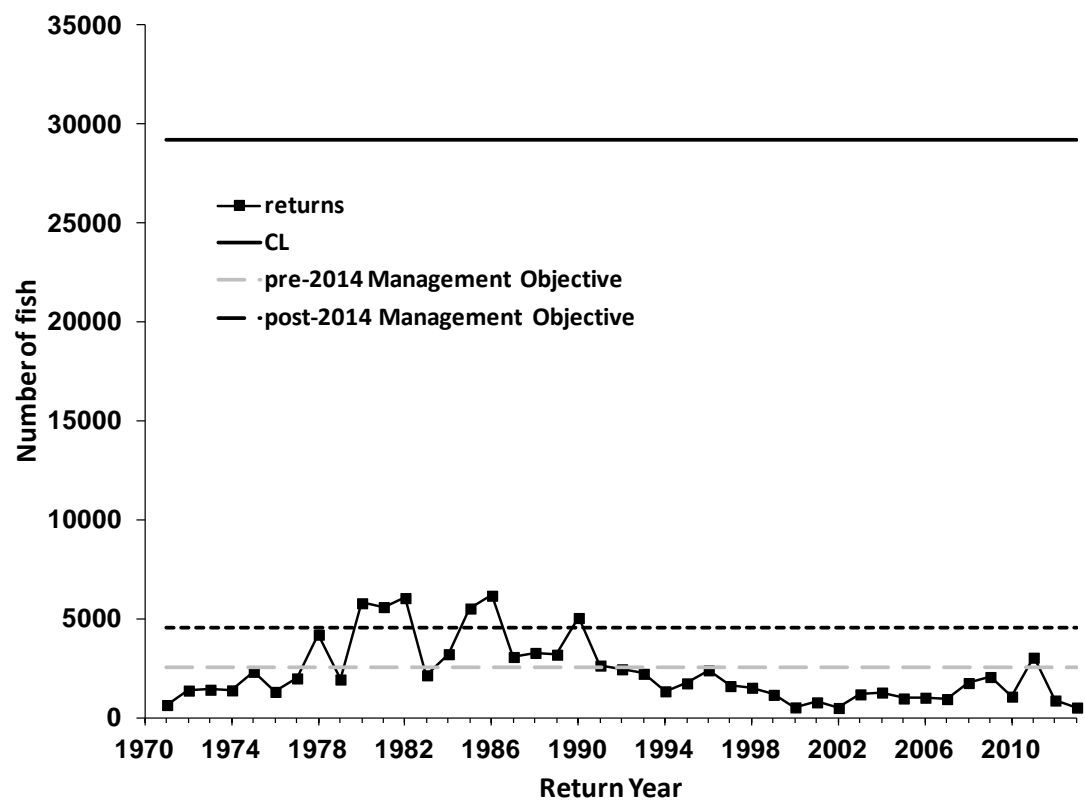 35000
30000
25000
20000
15000
10000
5000
0
Number of fish
returns
CL
pre-2014 Management Objective
post-2014 Management Objective
1970 1974 1978 1982 1986 1990 1994 1998 2002 2006 2010
Return Year